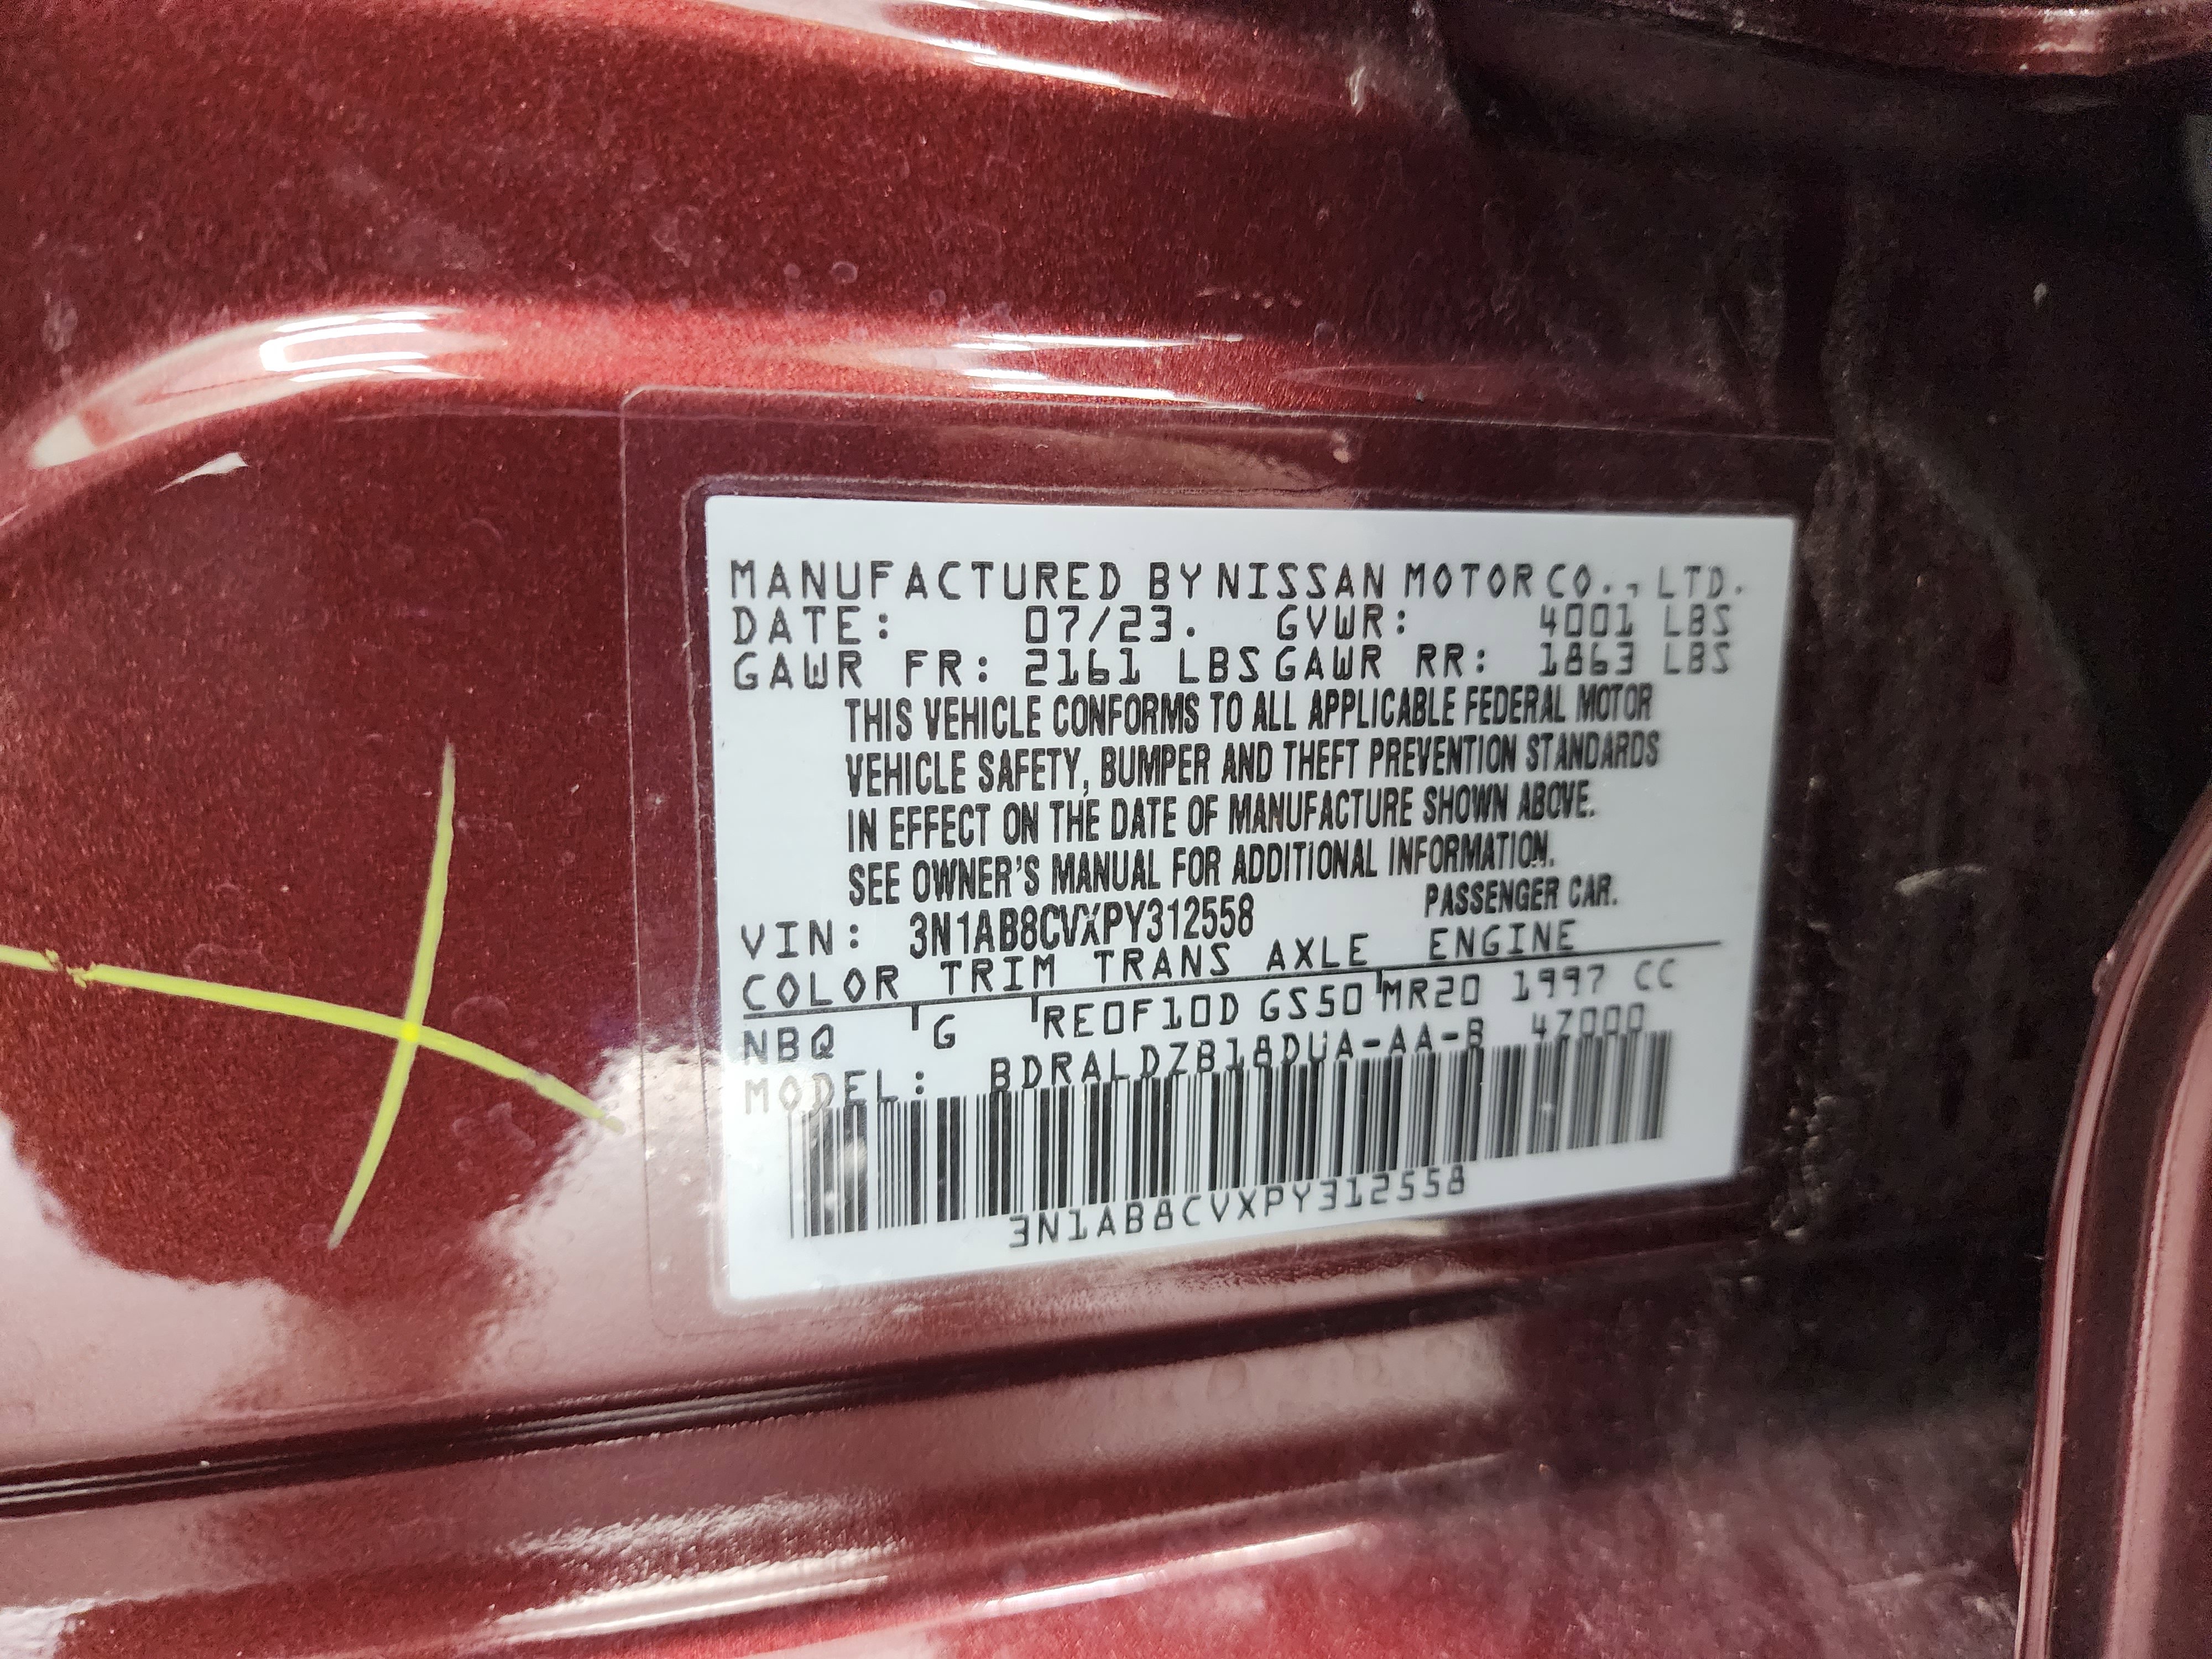 MANUFACTURED BY NISSAN MOTOR CO., LTD.
DATE: 07/23. GVWR: 4001 LBS
GAWR FR: 2161 LBS GAWR RR: 1863 LBS
THIS VEHICLE CONFORMS TO ALL APPLICABLE FEDERAL MOTOR
VEHICLE SAFETY, BUMPER AND THEFT PREVENTION STANDARDS
IN EFFECT ON THE DATE OF MANUFACTURE SHOWN ABOVE.
SEE OWNER'S MANUAL FOR ADDITIONAL INFORMATION.
VIN: 3N1AB8CVXPY312558 PASSENGER CAR.
COLOR TRIM TRANS AXLE ENGINE
NBQ G RE0F10D GS50 MR20 1997 CC
MODEL: BDRALDZB18DUA-AA-B 47000
3N1AB8CVXPY312558